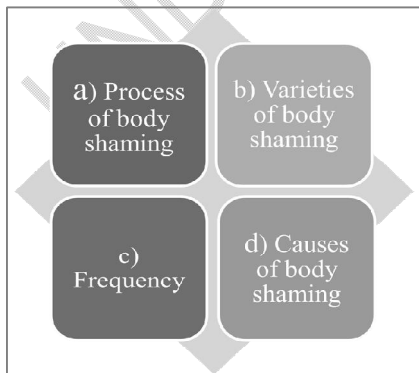 a) Process
of body
shaming
b) Varieties
of body
shaming
c)
Frequency
d) Causes
of body
shaming